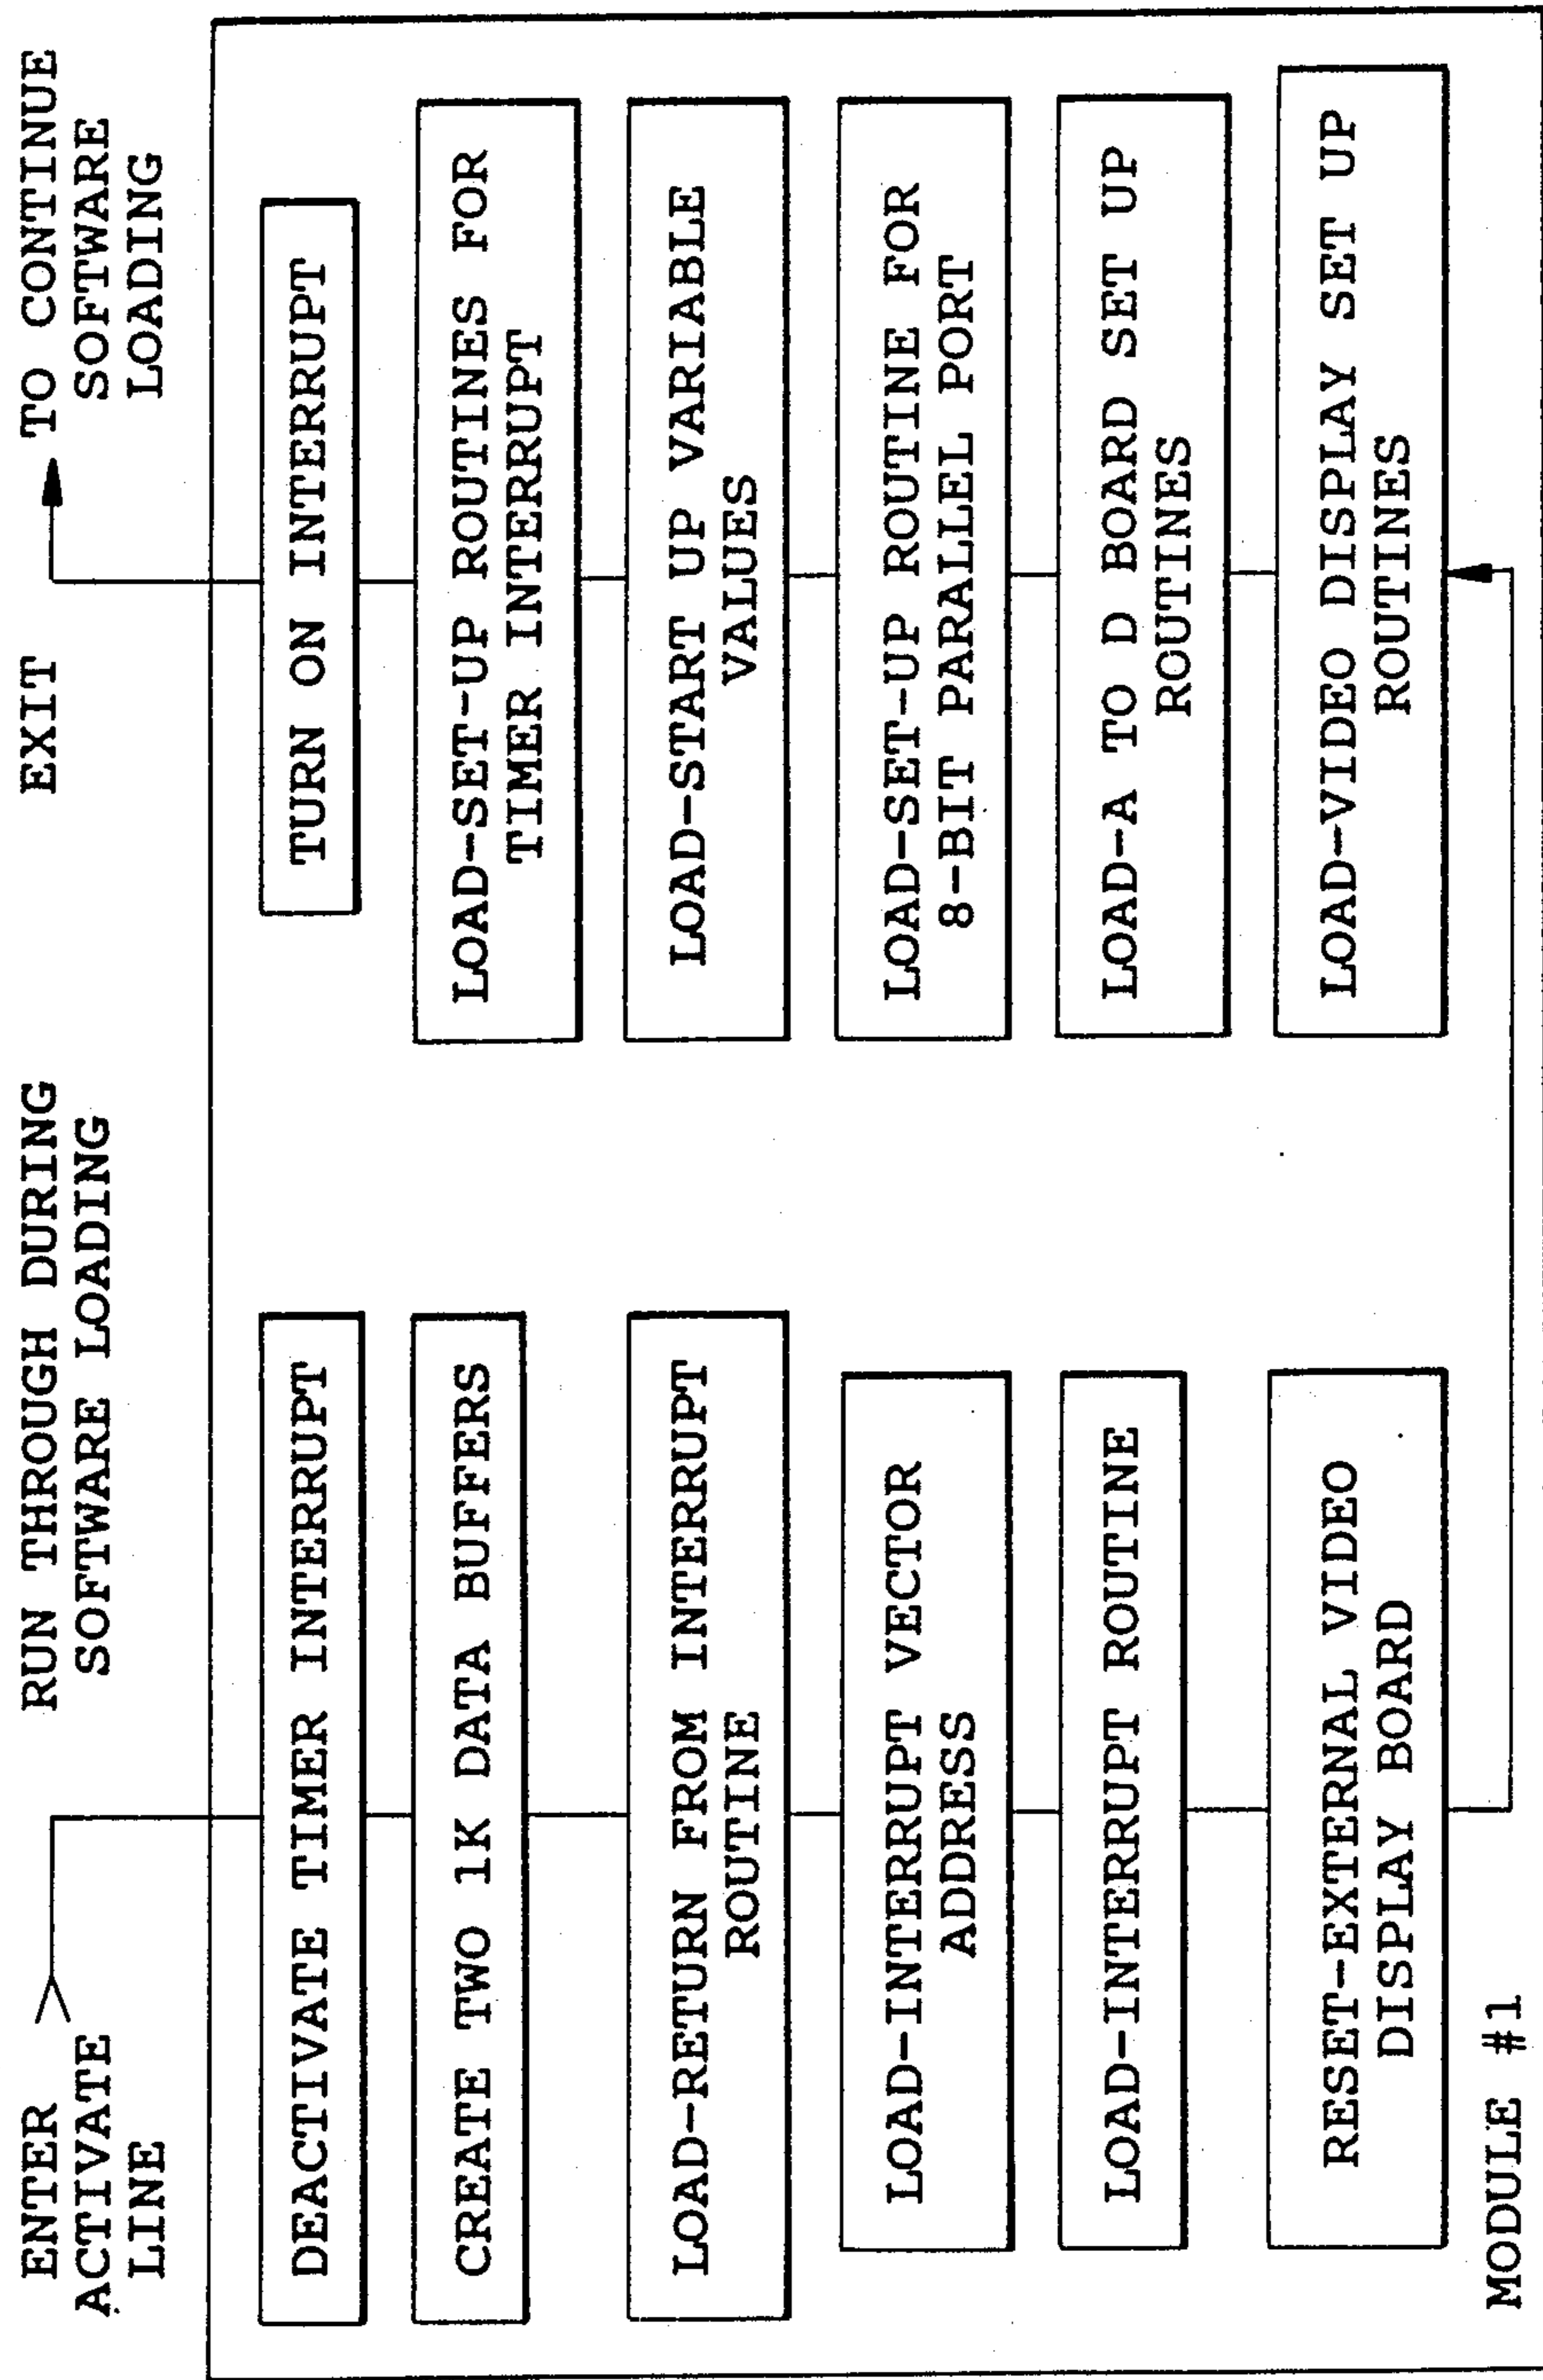 ENTER
ACTIVATE
LINE
RUN THROUGH DURING
SOFTWARE LOADING
EXIT
TO CONTINUE
SOFTWARE
LOADING
DEACTIVATE TIMER INTERRUPT
CREATE TWO 1K DATA BUFFERS
LOAD-RETURN FROM INTERRUPT
ROUTINE
LOAD-INTERRUPT VECTOR
ADDRESS
LOAD-INTERRUPT ROUTINE
RESET-EXTERNAL VIDEO
DISPLAY BOARD
TURN ON INTERRUPT
LOAD-SET-UP ROUTINES FOR
TIMER INTERRUPT
LOAD-START UP VARIABLE
VALUES
LOAD-SET-UP ROUTINE FOR
8-BIT PARALLEL PORT
LOAD-A TO D BOARD SET UP
ROUTINES
LOAD-VIDEO DISPLAY SET UP
ROUTINES
MODULE #1